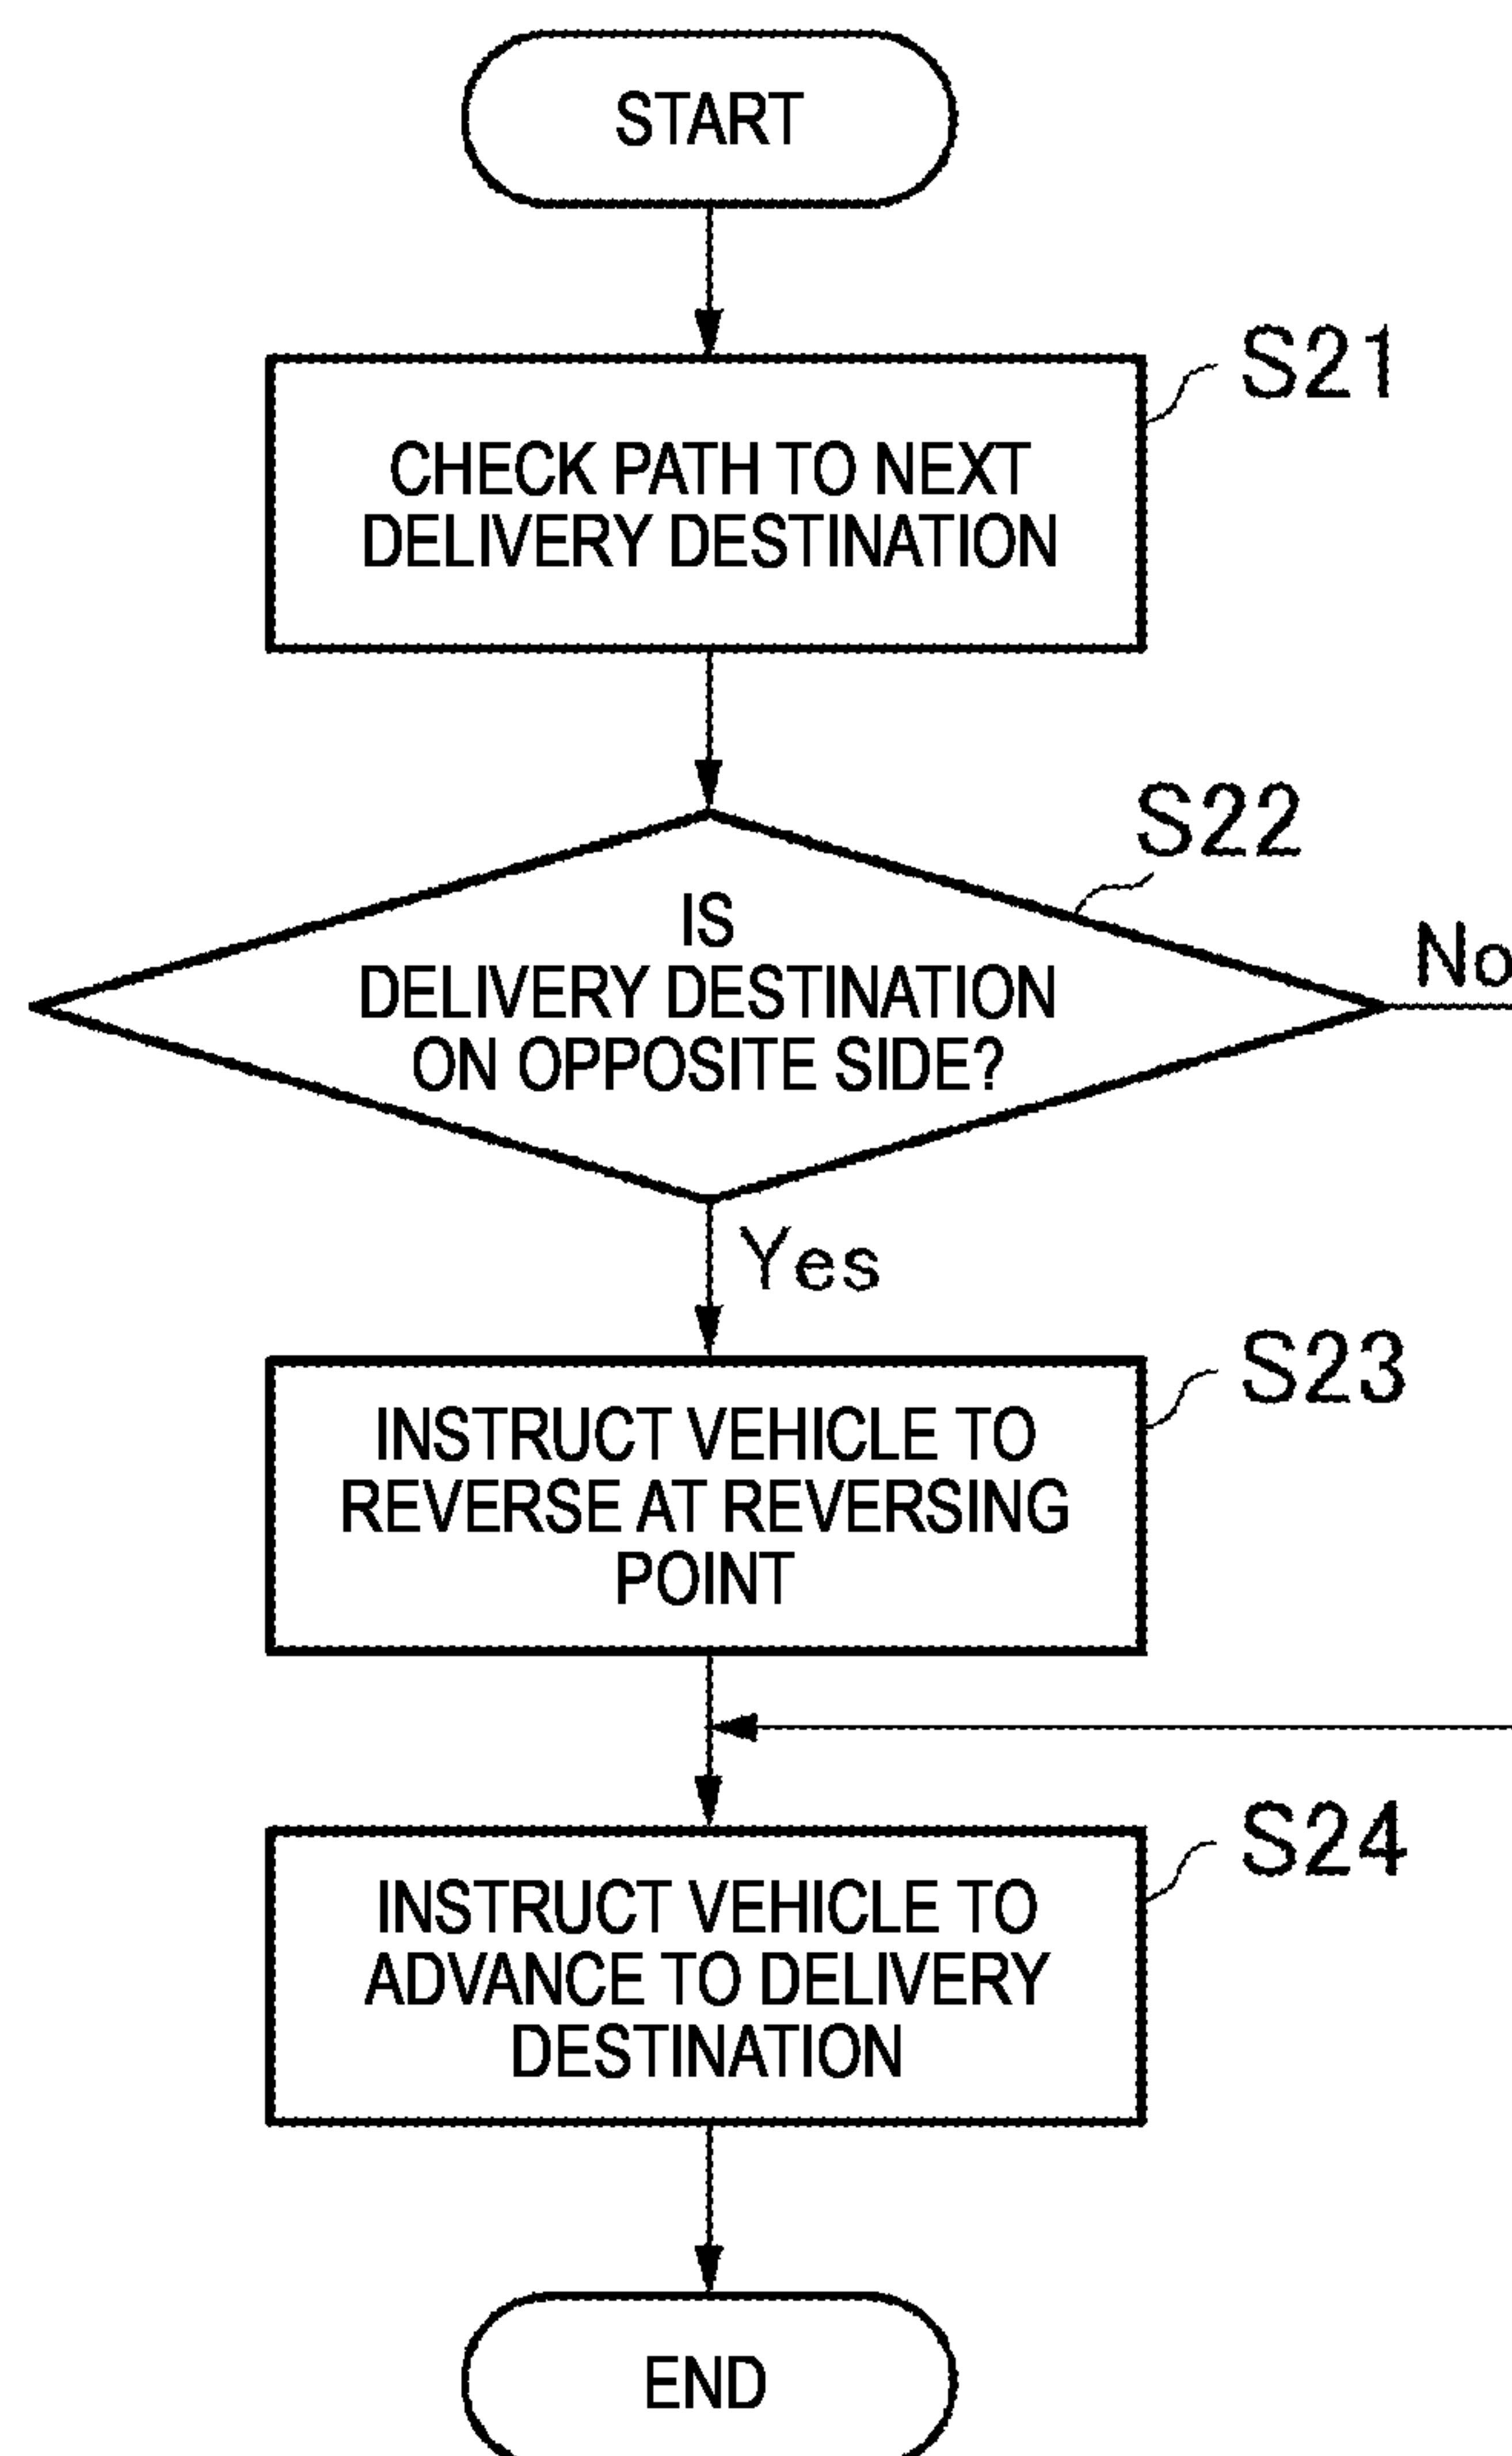 START
S21
CHECK PATH TO NEXT
DELIVERY DESTINATION
S22
IS
DELIVERY DESTINATION
ON OPPOSITE SIDE?
No
Yes
S23
INSTRUCT VEHICLE TO
REVERSE AT REVERSING
POINT
S24
INSTRUCT VEHICLE TO
ADVANCE TO DELIVERY
DESTINATION
END